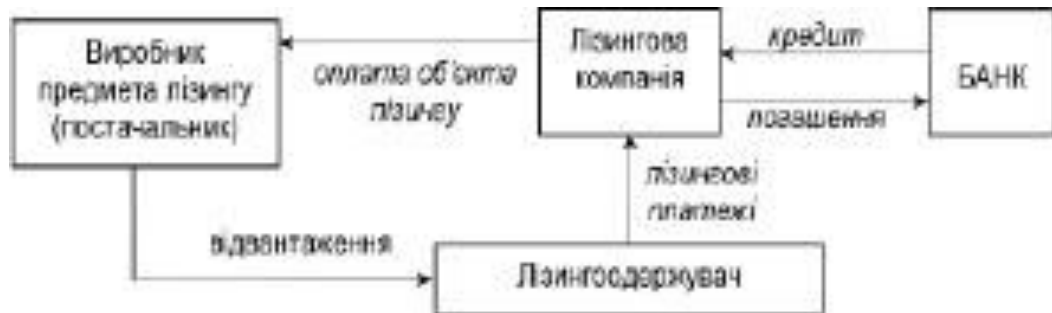 Виробник
предмета лізингу
(постачальник)
оплата об'єкта
лізингу
Лізингова
компанія
кредит
погашення
БАНК
лізингові
платежі
відвантаження
Лізингоодержувач